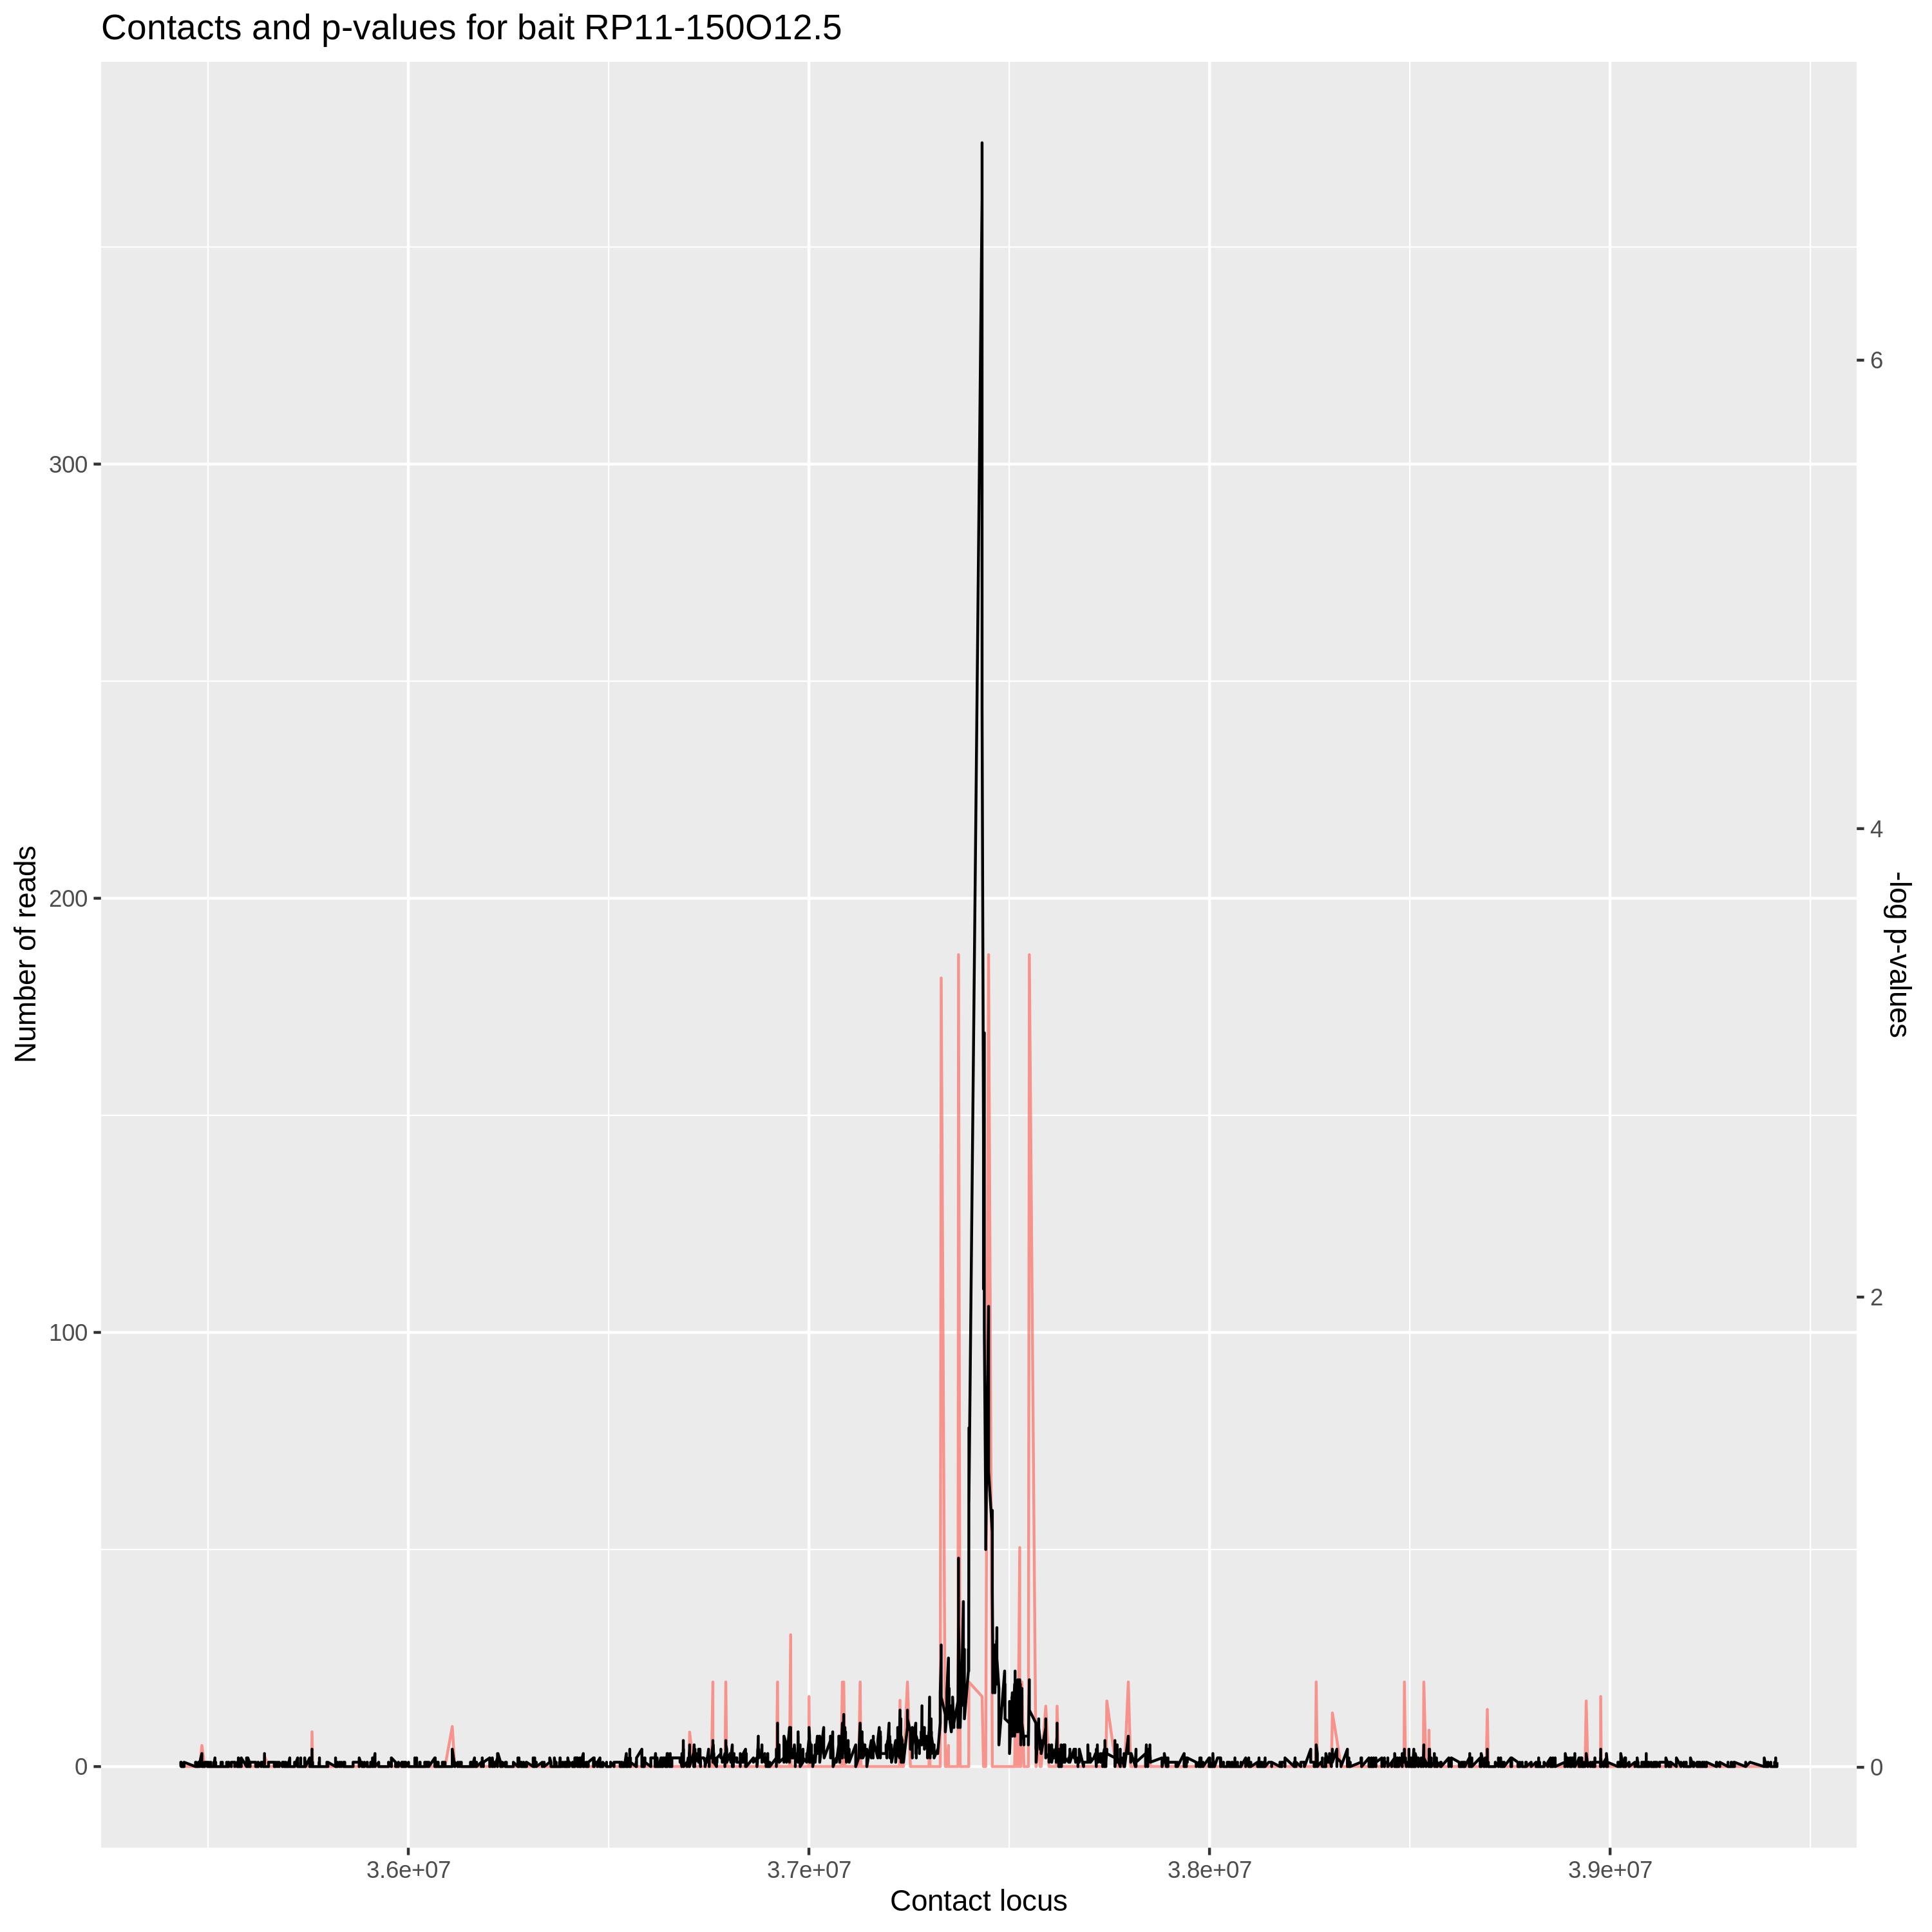 Contacts and p-values for bait RP11-150O12.5
Number of reads
300
200
100
0
6
4
2
0
-log p-values
3.6e+07
3.7e+07
3.8e+07
3.9e+07
Contact locus